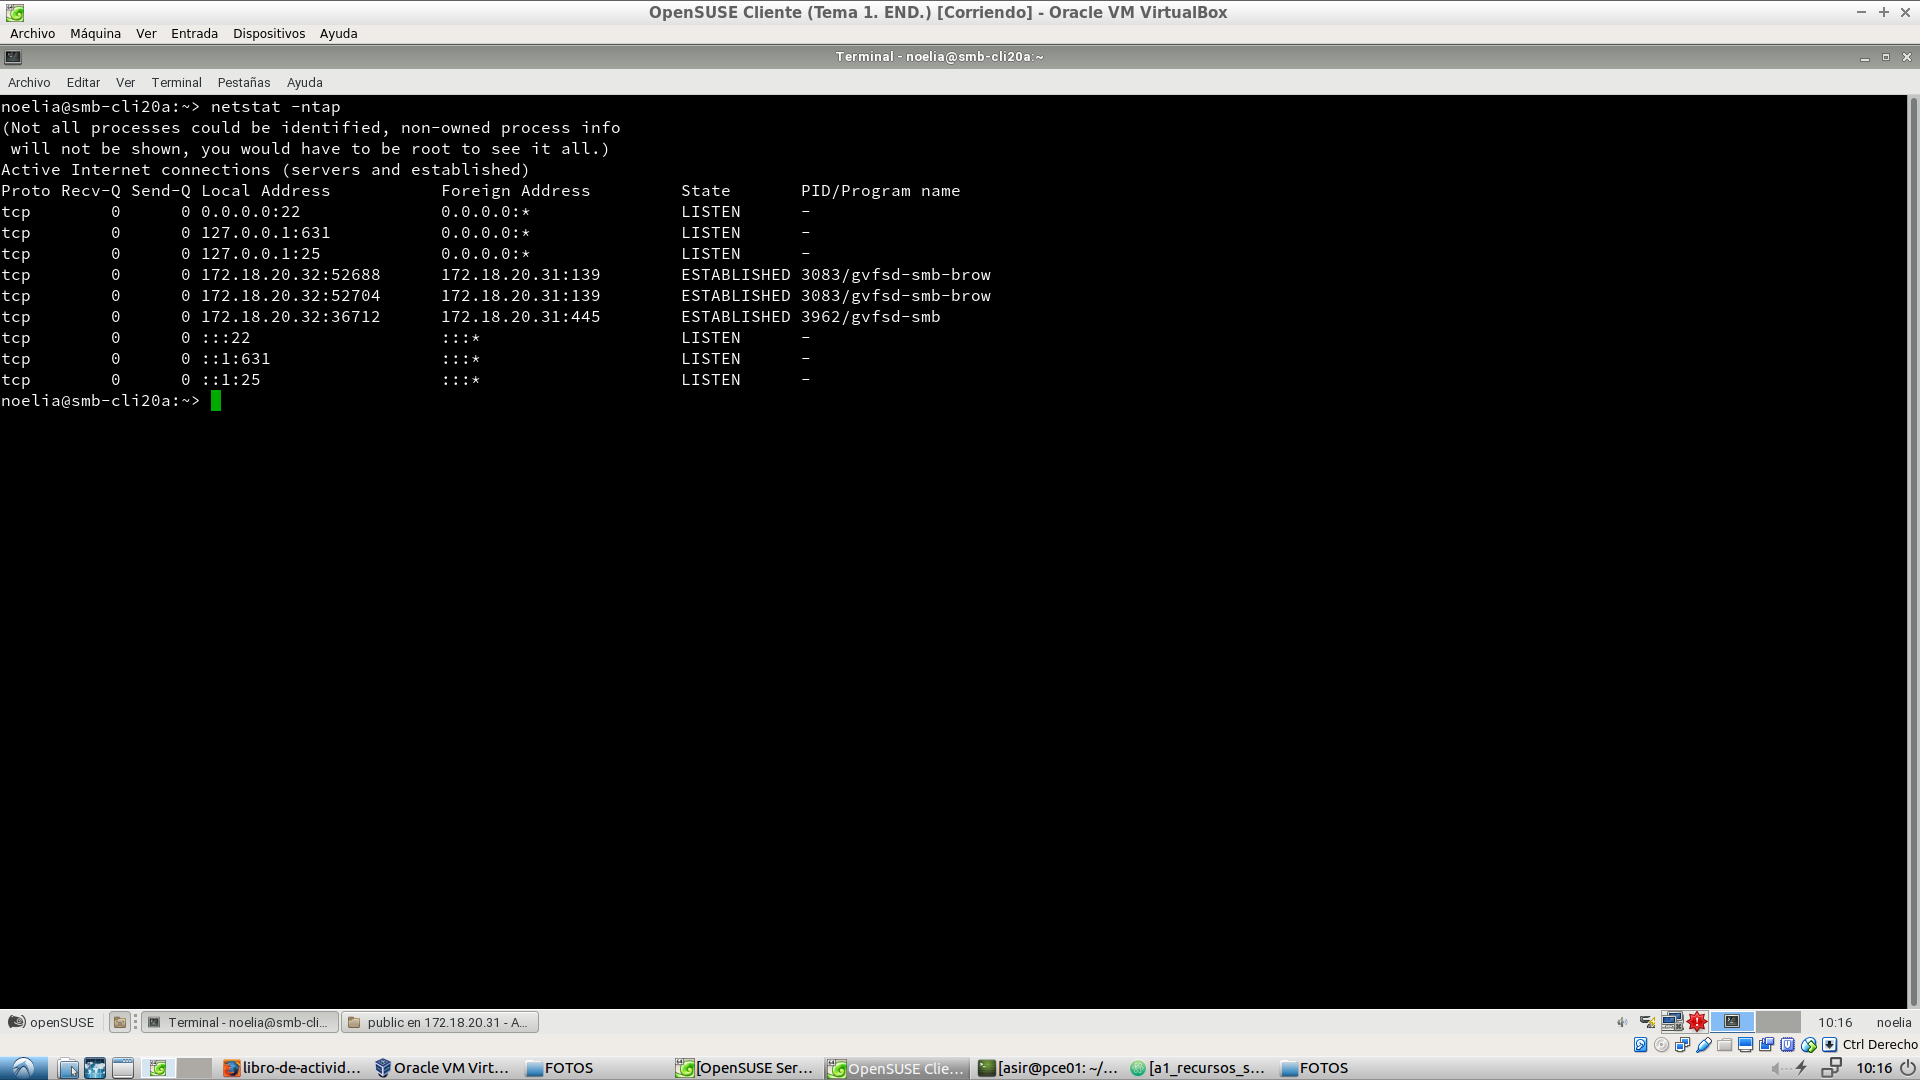 OpenSUSE Cliente (Tema 1. END.) [Corriendo] - Oracle VM VirtualBox
Archivo Máquina Ver Entrada Dispositivos Ayuda
Terminal - noelia@smb-cli20a:~
Archivo Editar Ver Terminal Pestañas Ayuda
noelia@smb-cli20a:~> netstat -ntap
(Not all processes could be identified, non-owned process info
 will not be shown, you would have to be root to see it all.)
Active Internet connections (servers and established)
Proto Recv-Q Send-Q Local Address           Foreign Address         State       PID/Program name
tcp        0      0 0.0.0.0:22              0.0.0.0:*               LISTEN      -
tcp        0      0 127.0.0.1:631           0.0.0.0:*               LISTEN      -
tcp        0      0 127.0.0.1:25            0.0.0.0:*               LISTEN      -
tcp        0      0 172.18.20.32:52688      172.18.20.31:139        ESTABLISHED 3083/gvfsd-smb-brow
tcp        0      0 172.18.20.32:52704      172.18.20.31:139        ESTABLISHED 3083/gvfsd-smb-brow
tcp        0      0 172.18.20.32:36712      172.18.20.31:445        ESTABLISHED 3962/gvfsd-smb
tcp        0      0 :::22                   :::*                    LISTEN      -
tcp        0      0 ::1:631                 :::*                    LISTEN      -
tcp        0      0 ::1:25                  :::*                    LISTEN      -
noelia@smb-cli20a:~>
openSUSE Terminal - noelia@smb-cli... public en 172.18.20.31 - A... 10:16 noelia
Ctrl Derecho
libro-de-activid... Oracle VM Virt... FOTOS [OpenSUSE Ser... OpenSUSE Clie... [asir@pce01: ~/... [a1_recursos_s... FOTOS 10:16